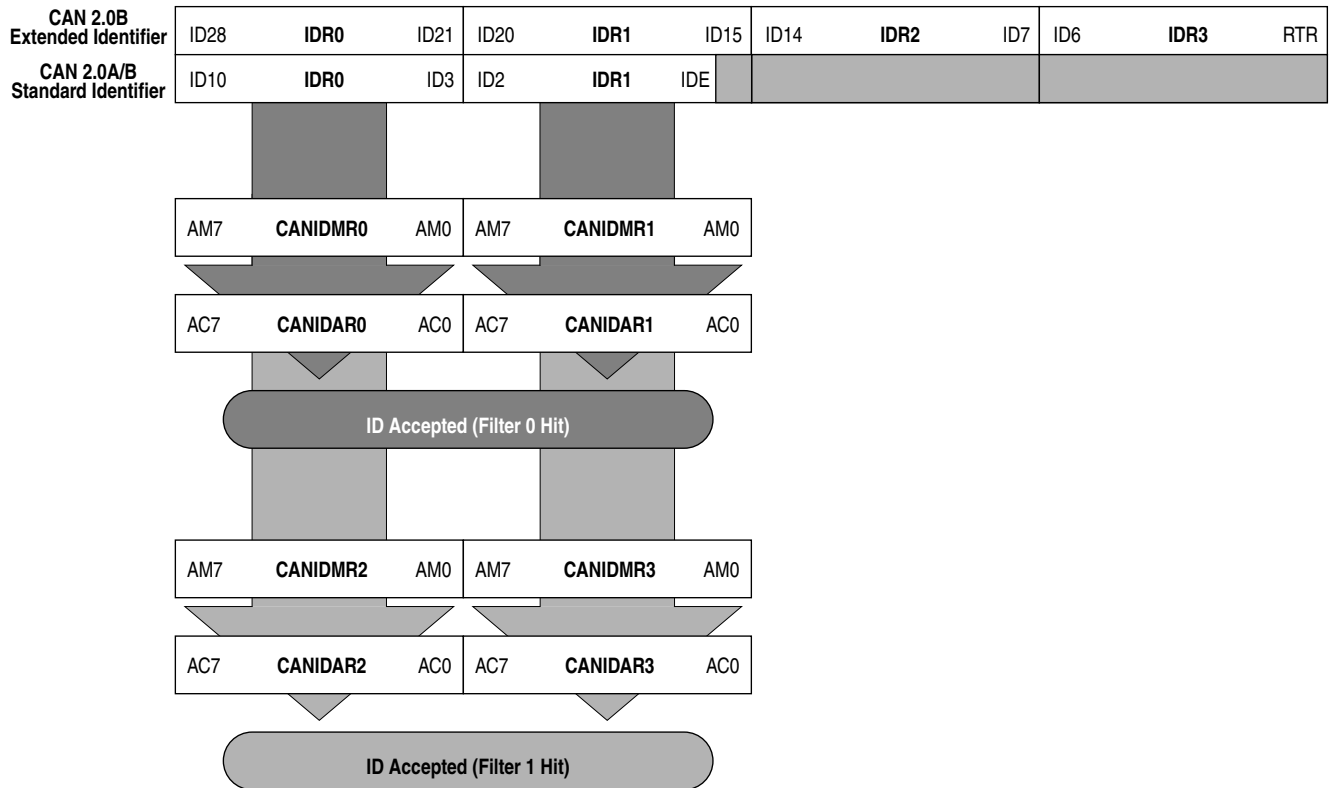 CAN 2.0B
Extended Identifier
ID28 IDR0 ID21 ID20 IDR1 ID15 ID14 IDR2 ID7 ID6 IDR3 RTR
CAN 2.0A/B
Standard Identifier
ID10 IDR0 ID3 ID2 IDR1 IDE
AM7 CANIDMR0 AM0 AM7 CANIDMR1 AM0
AC7 CANIDAR0 AC0 AC7 CANIDAR1 AC0
ID Accepted (Filter 0 Hit)
AM7 CANIDMR2 AM0 AM7 CANIDMR3 AM0
AC7 CANIDAR2 AC0 AC7 CANIDAR3 AC0
ID Accepted (Filter 1 Hit)